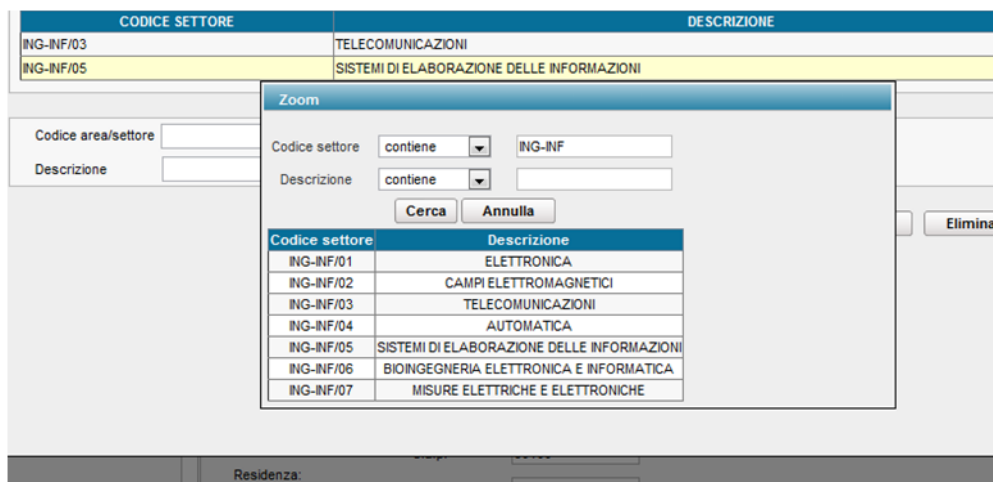 CODICE SETTORE DESCRIZIONE
ING-INF/03 TELECOMUNICAZIONI
ING-INF/05 SISTEMI DI ELABORAZIONE DELLE INFORMAZIONI
Zoom
Codice area/settore
Descrizione
Codice settore contiene ING-INF
Descrizione contiene
Cerca Annulla
Elimina
Codice settore Descrizione
ING-INF/01 ELETTRONICA
ING-INF/02 CAMPI ELETTROMAGNETICI
ING-INF/03 TELECOMUNICAZIONI
ING-INF/04 AUTOMATICA
ING-INF/05 SISTEMI DI ELABORAZIONE DELLE INFORMAZIONI
ING-INF/06 BIOINGEGNERIA ELETTRONICA E INFORMATICA
ING-INF/07 MISURE ELETTRICHE E ELETTRONICHE
Residenza: